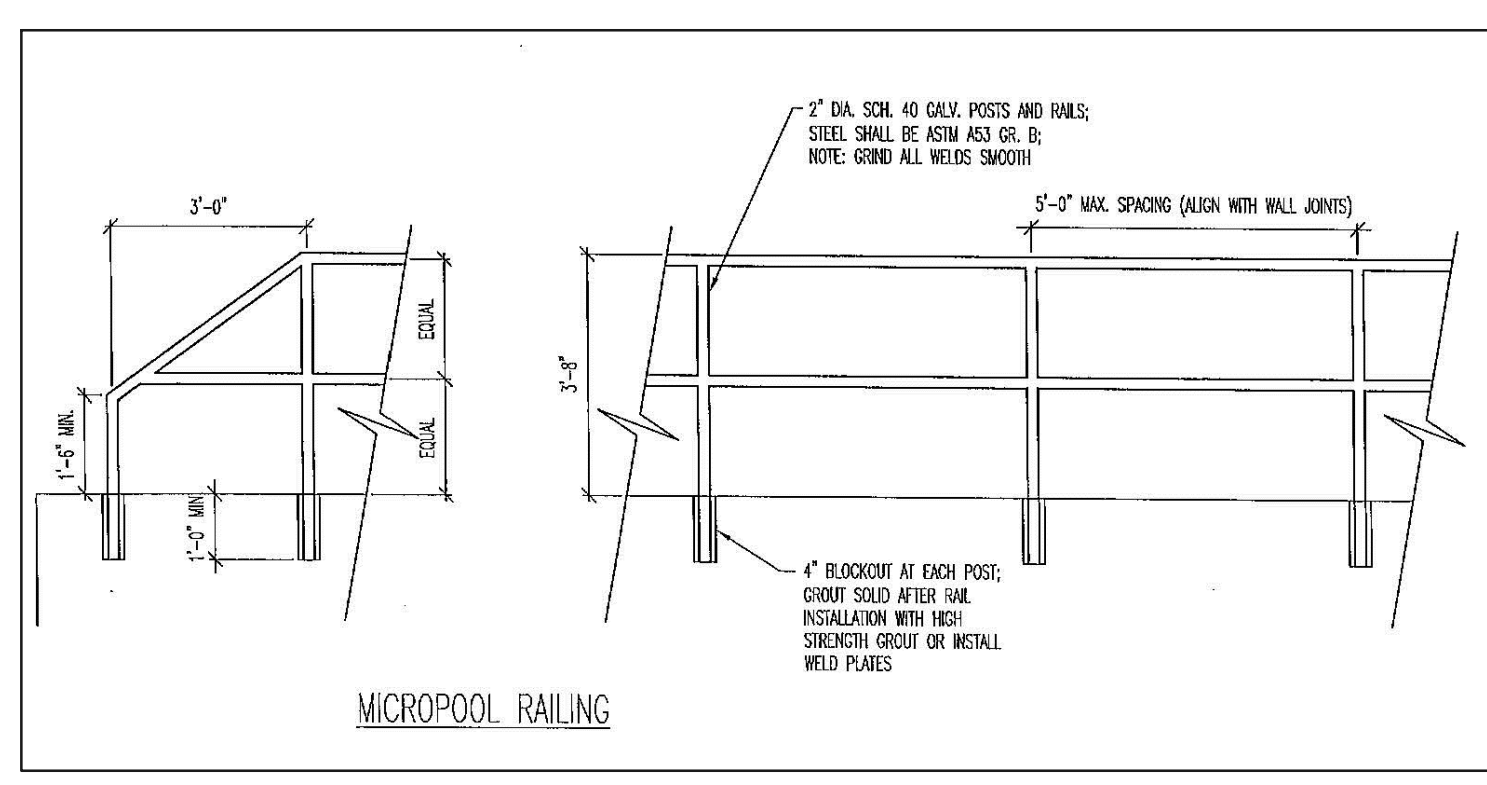 2" DIA. SCH. 40 GALV. POSTS AND RAILS;
STEEL SHALL BE ASTM A53 GR. B;
NOTE: GRIND ALL WELDS SMOOTH
3'-0"
5'-0" MAX. SPACING (ALIGN WITH WALL JOINTS)
EQUAL
EQUAL
1'-6" MIN.
1'-0" MIN
3'-8"
4" BLOCKOUT AT EACH POST;
GROUT SOLID AFTER RAIL
INSTALLATION WITH HIGH
STRENGTH GROUT OR INSTALL
WELD PLATES
MICROPOOL RAILING